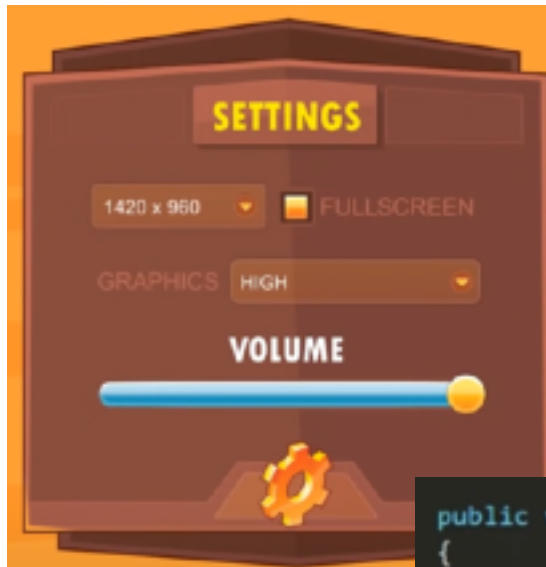 SETTINGS
1420 x 960 FULLSCREEN
GRAPHICS HIGH
VOLUME
public
{